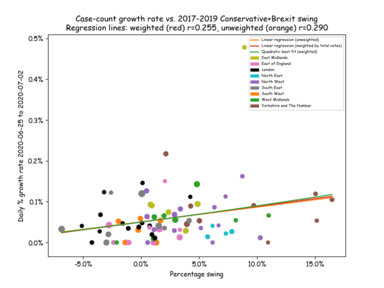 Case-count growth rate vs. 2017-2019 Conservative+Brexit swing
Regression lines: weighted (red) r=0.255, unweighted (orange) r=0.290
Linear regression (unweighted)
Linear regression (weighted by total votes)
Quadratic best fit (weighted)
East Midlands
East of England
London
North East
North West
South East
South West
West Midlands
Yorkshire and The Humber
Daily % growth rate 2020-06-25 to 2020-07-02
0.5%
0.4%
0.3%
0.2%
0.1%
0.0%
-5.0%
0.0%
5.0%
10.0%
15.0%
Percentage swing